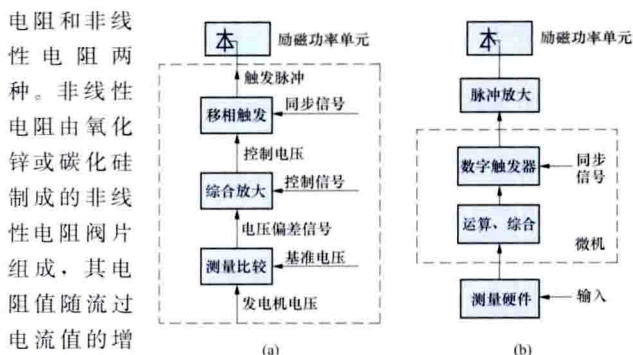 电阻和非线
性电阻两
种。非线性
电阻由氧化
锌或碳化硅
制成的非线
性电阻阀片
组成，其电
阻值随流过
电流值的增
励磁功率单元
触发脉冲
移相触发
同步信号
控制电压
综合放大
控制信号
电压偏差信号
测量比较
基准电压
发电机电压
(a)
励磁功率单元
脉冲放大
数字触发器
同步
信号
运算、综合
微机
测量硬件
输入
(b)